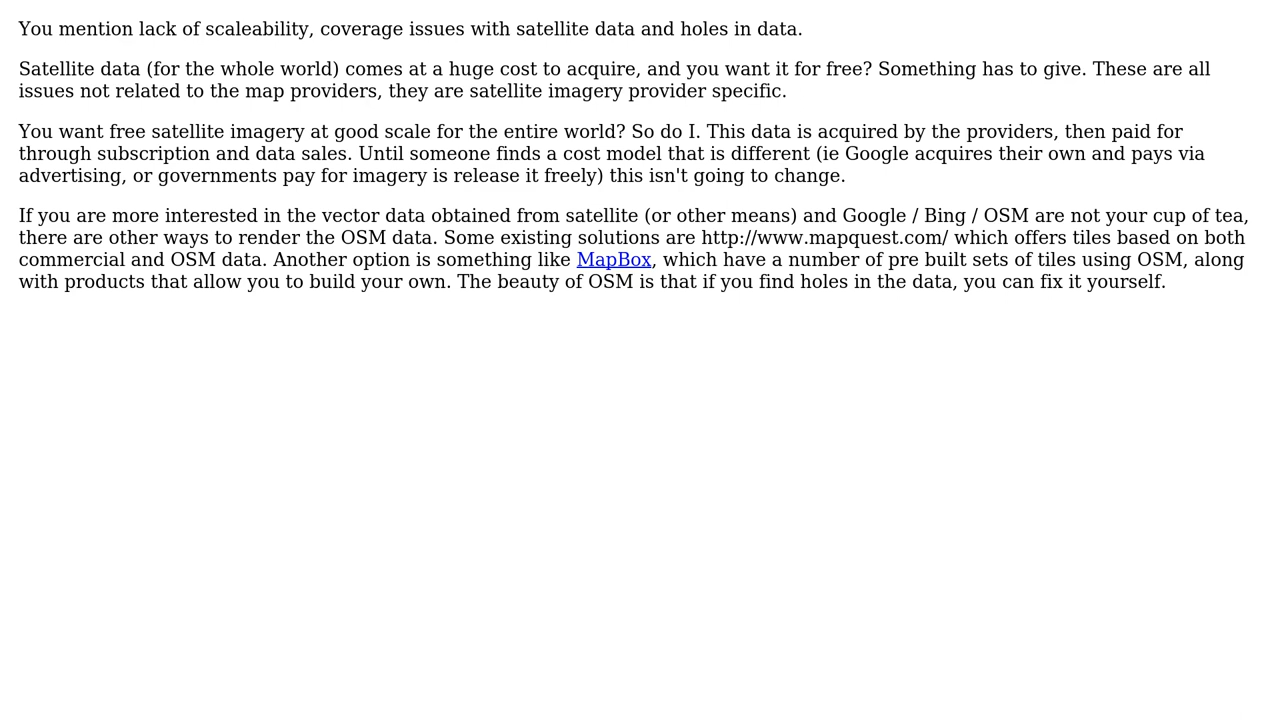 You mention lack of scaleability, coverage issues with satellite data and holes in data.
Satellite data (for the whole world) comes at a huge cost to acquire, and you want it for free? Something has to give. These are all
issues not related to the map providers, they are satellite imagery provider specific.
You want free satellite imagery at good scale for the entire world? So do I. This data is acquired by the providers, then paid for
through subscription and data sales. Until someone finds a cost model that is different (ie Google acquires their own and pays via
advertising, or governments pay for imagery is release it freely) this isn't going to change.
If you are more interested in the vector data obtained from satellite (or other means) and Google / Bing / OSM are not your cup of tea,
there are other ways to render the OSM data. Some existing solutions are http://www.mapquest.com/ which offers tiles based on both
commercial and OSM data. Another option is something like MapBox, which have a number of pre built sets of tiles using OSM, along
with products that allow you to build your own. The beauty of OSM is that if you find holes in the data, you can fix it yourself.